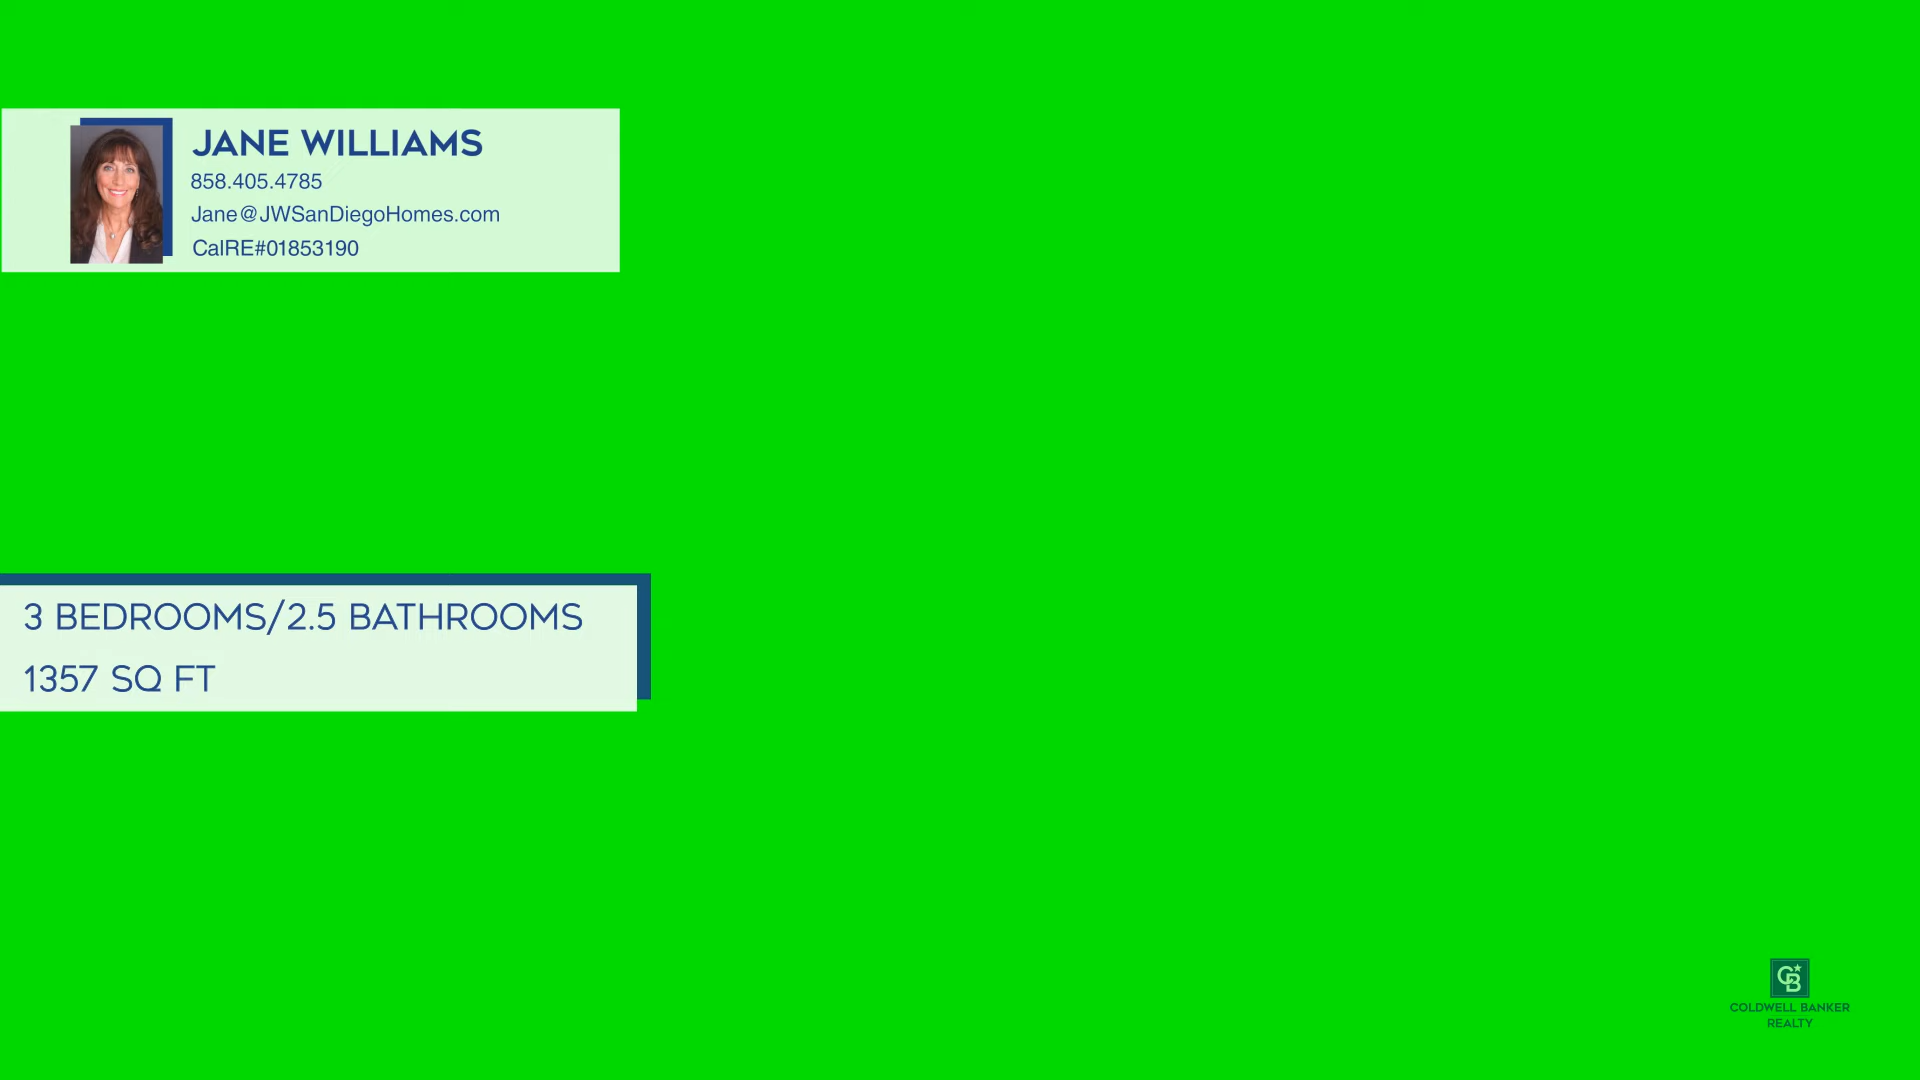 JANE WILLIAMS
858.405.4785
Jane@JWSanDiegoHomes.com
CalRE#01853190
3 BEDROOMS/2.5 BATHROOMS
1357 SQ FT
CB
COLDWELL BANKER
REALTY